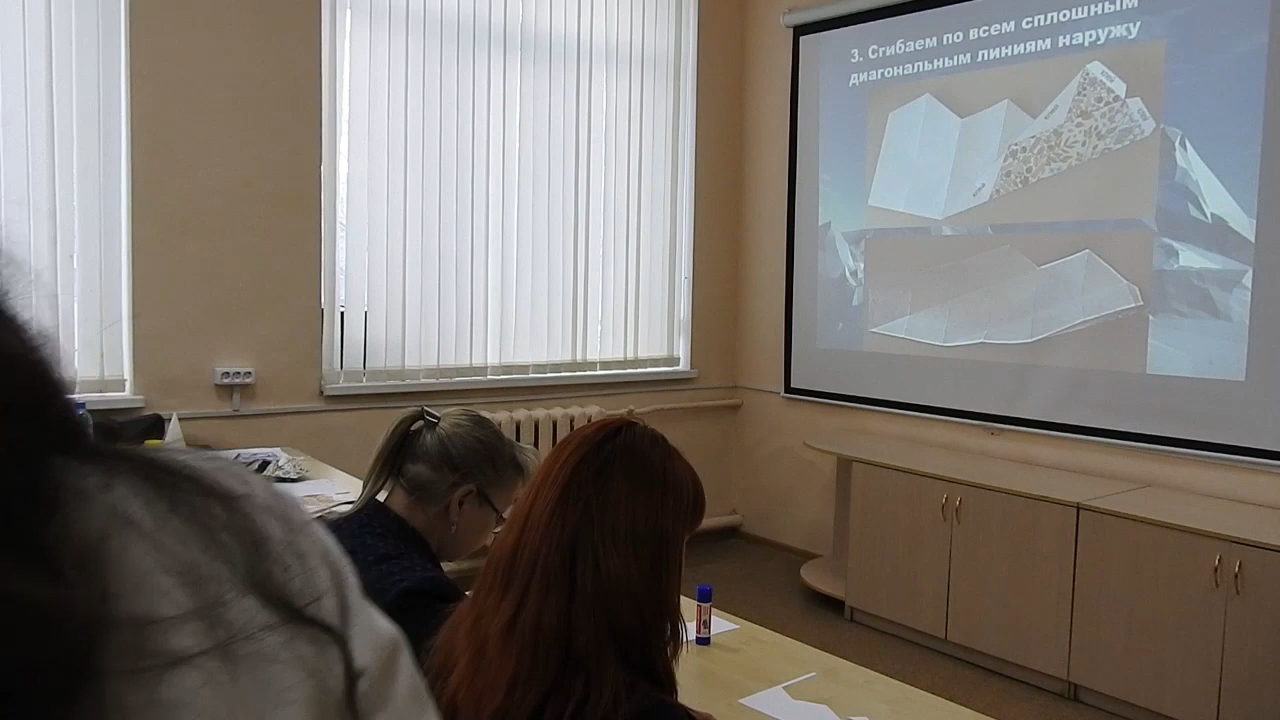 3. Сгибаем по всем сплошным
диагональным линиям наружу